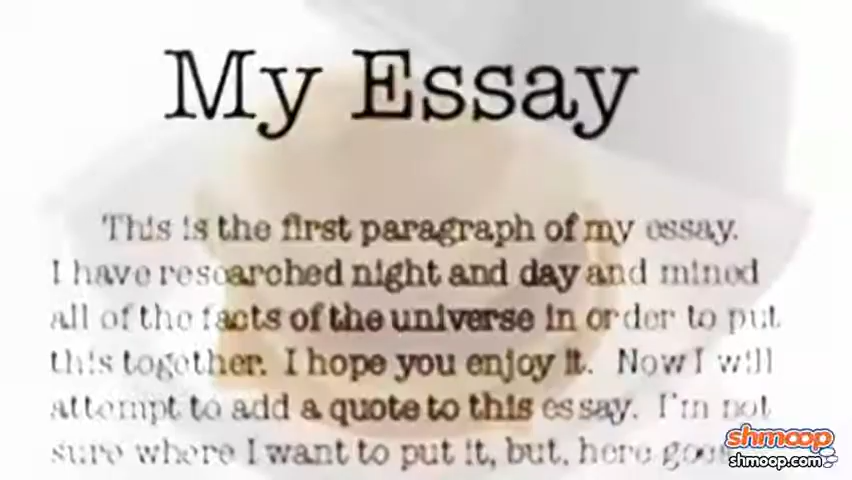 My Essay
This is the first paragraph of my essay.
I have researched night and day and mined
all of the facts of the universe in order to put
this together. I hope you enjoy it. Now I will
attempt to add a quote to this essay. I'm not
sure where I want to put it, but, here goes
shmoop
shmoop.com